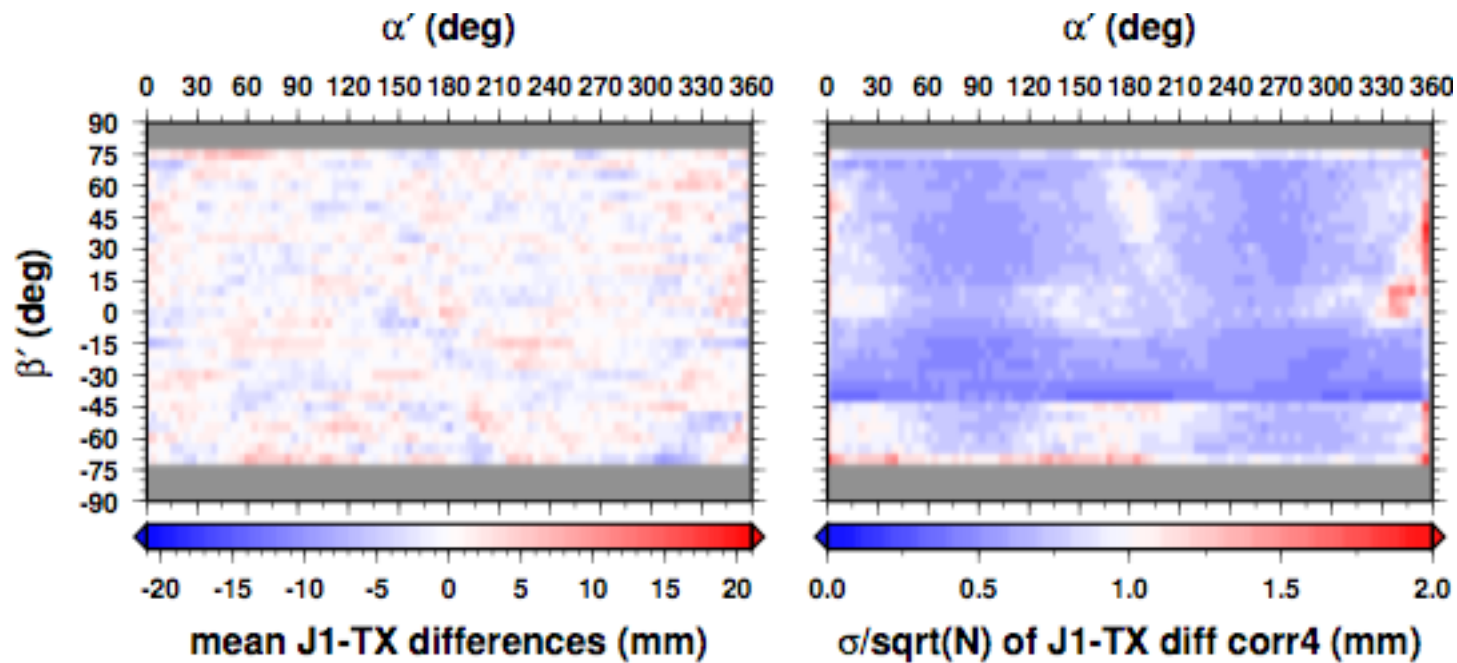 α′ (deg)
0 30 60 90 120 150 180 210 240 270 300 330 360
90
75
60
45
30
15
0
-15
-30
-45
-60
-75
-90
β′ (deg)
-20 -15 -10 -5 0 5 10 15 20
mean J1-TX differences (mm)
α′ (deg)
0 30 60 90 120 150 180 210 240 270 300 330 360
0.0 0.5 1.0 1.5 2.0
σ/sqrt(N) of J1-TX diff corr4 (mm)